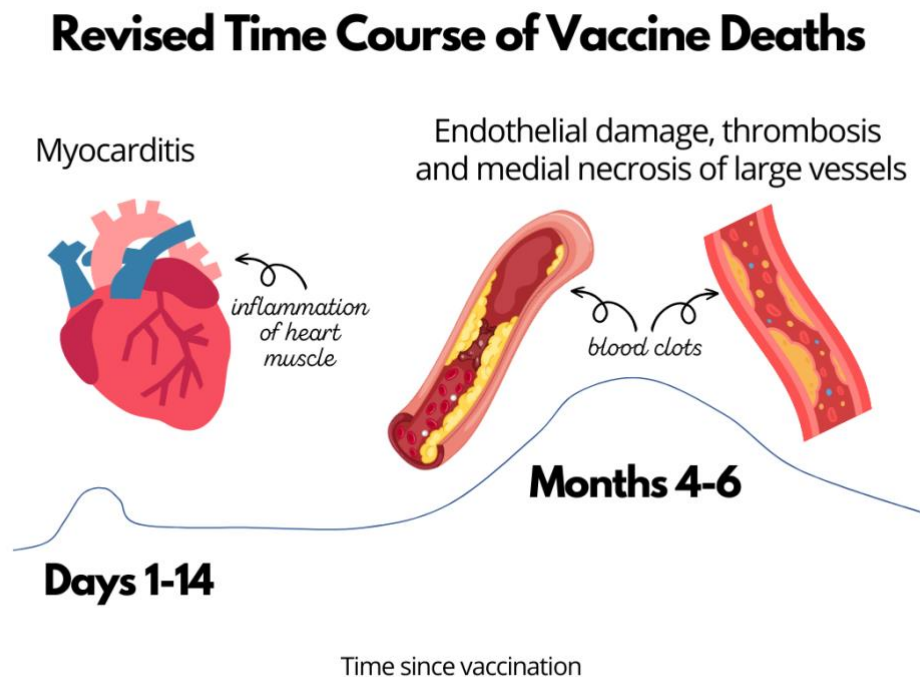 Revised Time Course of Vaccine Deaths
Myocarditis
Endothelial damage, thrombosis
and medial necrosis of large vessels
inflammation
of heart
muscle
blood clots
Months 4-6
Days 1-14
Time since vaccination